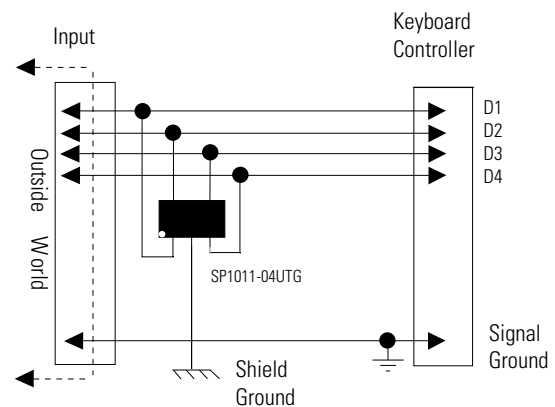 Input
Keyboard
Controller
D1
D2
D3
D4
Outside World
SP1011-04UTG
Shield
Ground
Signal
Ground